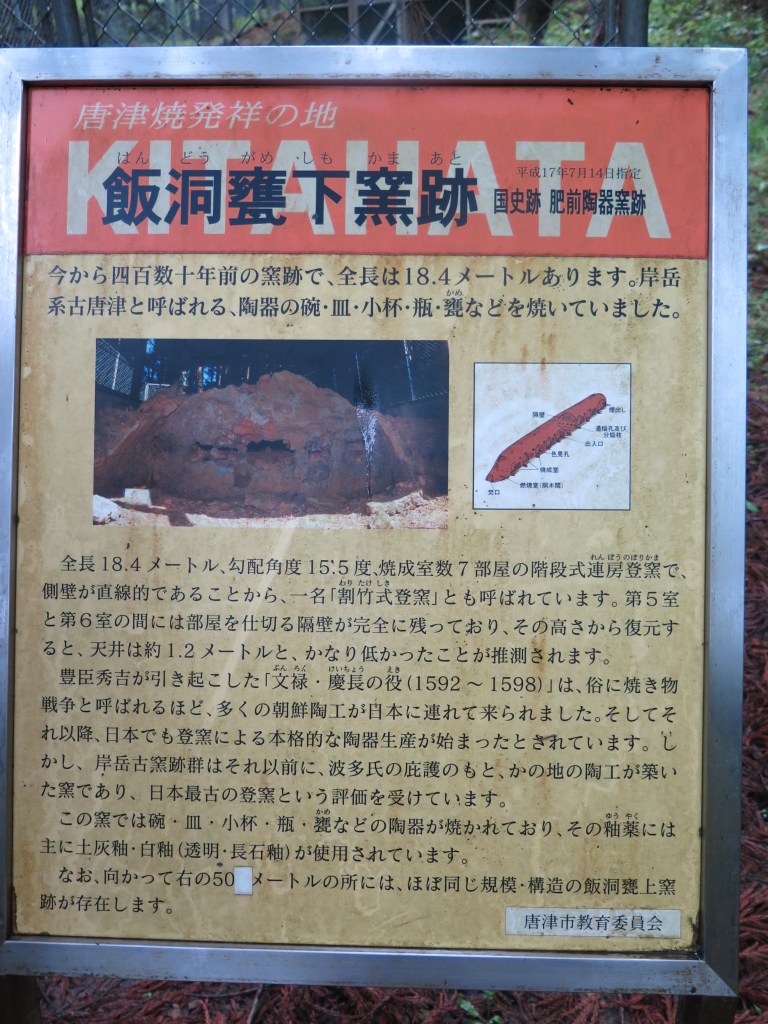 唐津焼発祥の地
KITAHATA
はん どう がめ しも かま あと
飯洞甕下窯跡
平成17年7月14日指定
国史跡 肥前陶器窯跡
今から四百数十年前の窯跡で、全長は18.4メートルあります。岸岳
かめ
系古唐津と呼ばれる、陶器の碗・皿・小杯・瓶・甕などを焼いていました。
隔壁
煙出し
通焔孔及び
分焔柱
出入口
色見孔
焼成室
燃焼室(胴木間)
焚口
れん ぼう のぼり かま
全長18.4メートル、勾配角度15.5度、焼成室数7部屋の階段式連房登窯で、
わり たけ しき
側壁が直線的であることから、一名「割竹式登窯」とも呼ばれています。第5室
と第6室の間には部屋を仕切る隔壁が完全に残っており、その高さから復元す
ると、天井は約1.2メートルと、かなり低かったことが推測されます。
ぶん ろく けいちょう えき
豊臣秀吉が引き起こした「文禄・慶長の役(1592～1598)」は、俗に焼き物
戦争と呼ばれるほど、多くの朝鮮陶工が日本に連れて来られました。そしてそ
れ以降、日本でも登窯による本格的な陶器生産が始まったとされています。し
かし、岸岳古窯跡群はそれ以前に、波多氏の庇護のもと、かの地の陶工が築い
た窯であり、日本最古の登窯という評価を受けています。
かめ ゆう やく
この窯では碗・皿・小杯・瓶・甕などの陶器が焼かれており、その釉薬には
主に土灰釉・白釉(透明・長石釉)が使用されています。
なお、向かって右の50メートルの所には、ほぼ同じ規模・構造の飯洞甕上窯
跡が存在します。
唐津市教育委員会